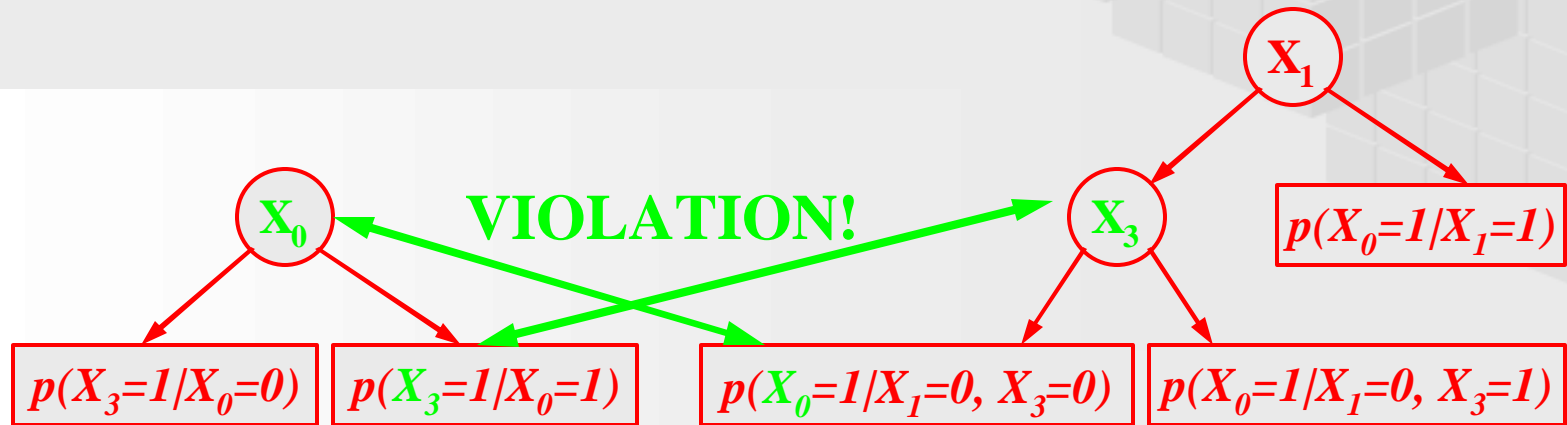 X₁
X₀ VIOLATION! X₃ p(X₀=1/X₁=1)
p(X₃=1/X₀=0) p(X₃=1/X₀=1) p(X₀=1/X₁=0, X₃=0) p(X₀=1/X₁=0, X₃=1)